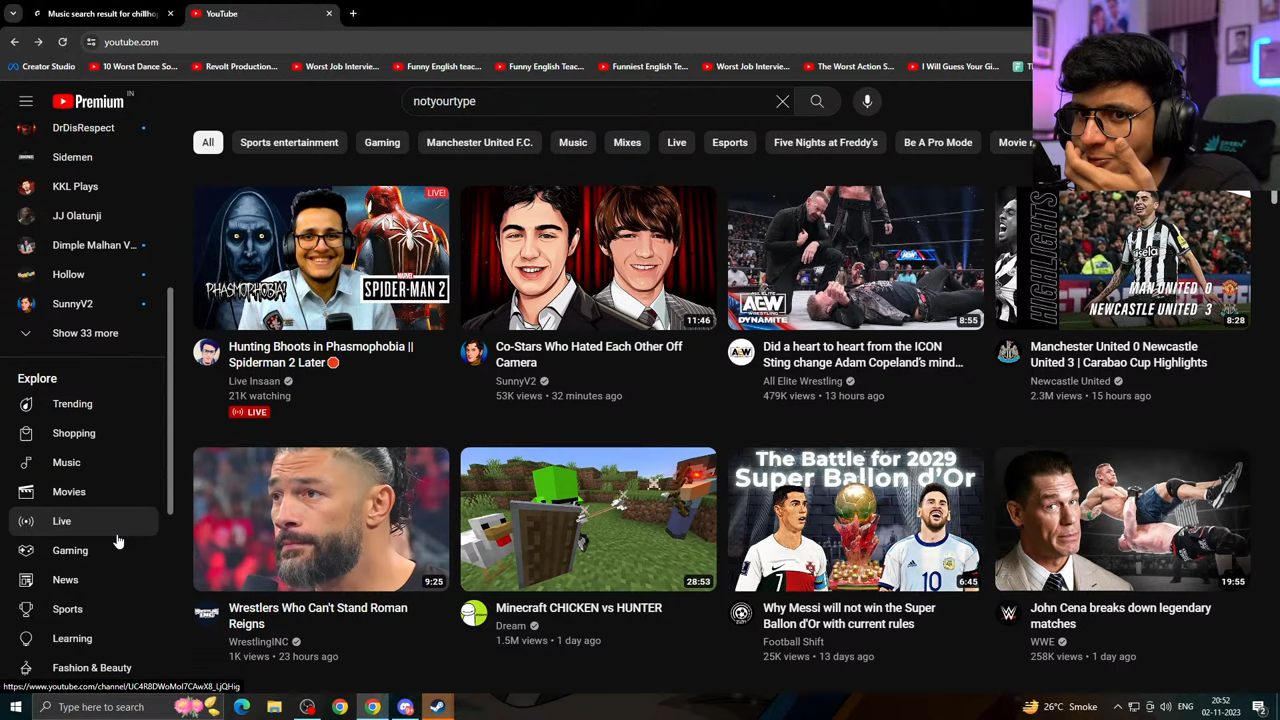 Music search result for chillhop
YouTube
youtube.com
Creator Studio
10 Worst Dance So...
Revolt Production...
Worst Job Intervie...
Funny English teac...
Funny English Teac...
Funniest English Te...
Worst Job Intervie...
The Worst Action S...
I Will Guess Your Gi...
Premium IN
notyourtype
DrDisRespect
Sidemen
KKL Plays
JJ Olatunji
Dimple Malhan V...
Hollow
SunnyV2
Show 33 more
Explore
Trending
Shopping
Music
Movies
Live
Gaming
News
Sports
Learning
Fashion & Beauty
All
Sports entertainment
Gaming
Manchester United F.C.
Music
Mixes
Live
Esports
Five Nights at Freddy's
Be A Pro Mode
LIVE!
PHASMOPHOBIA!
MARVEL
SPIDER-MAN 2
Hunting Bhoots in Phasmophobia ||
Spiderman 2 Later
Live Insaan
21K watching
LIVE
11:46
Co-Stars Who Hated Each Other Off
Camera
SunnyV2
53K views • 32 minutes ago
AEW
DYNAMITE
8:55
Did a heart to heart from the ICON
Sting change Adam Copeland's mind...
All Elite Wrestling
479K views • 13 hours ago
HIGHLIGHTS
MAN UNITED 0
NEWCASTLE UNITED 3
8:28
Manchester United 0 Newcastle
United 3 | Carabao Cup Highlights
Newcastle United
2.3M views • 15 hours ago
9:25
Wrestlers Who Can't Stand Roman
Reigns
WrestlingINC
1K views • 23 hours ago
28:53
Minecraft CHICKEN vs HUNTER
Dream
1.5M views • 1 day ago
The Battle for 2029
Super Ballon d'Or
6:45
Why Messi will not win the Super
Ballon d'Or with current rules
Football Shift
25K views • 13 days ago
19:55
John Cena breaks down legendary
matches
WWE
258K views • 1 day ago
https://www.youtube.com/channel/UC4R8DWoMoI7CAwX8_LjQHig
Type here to search
26°C Smoke
ENG
20:52
02-11-2023
2